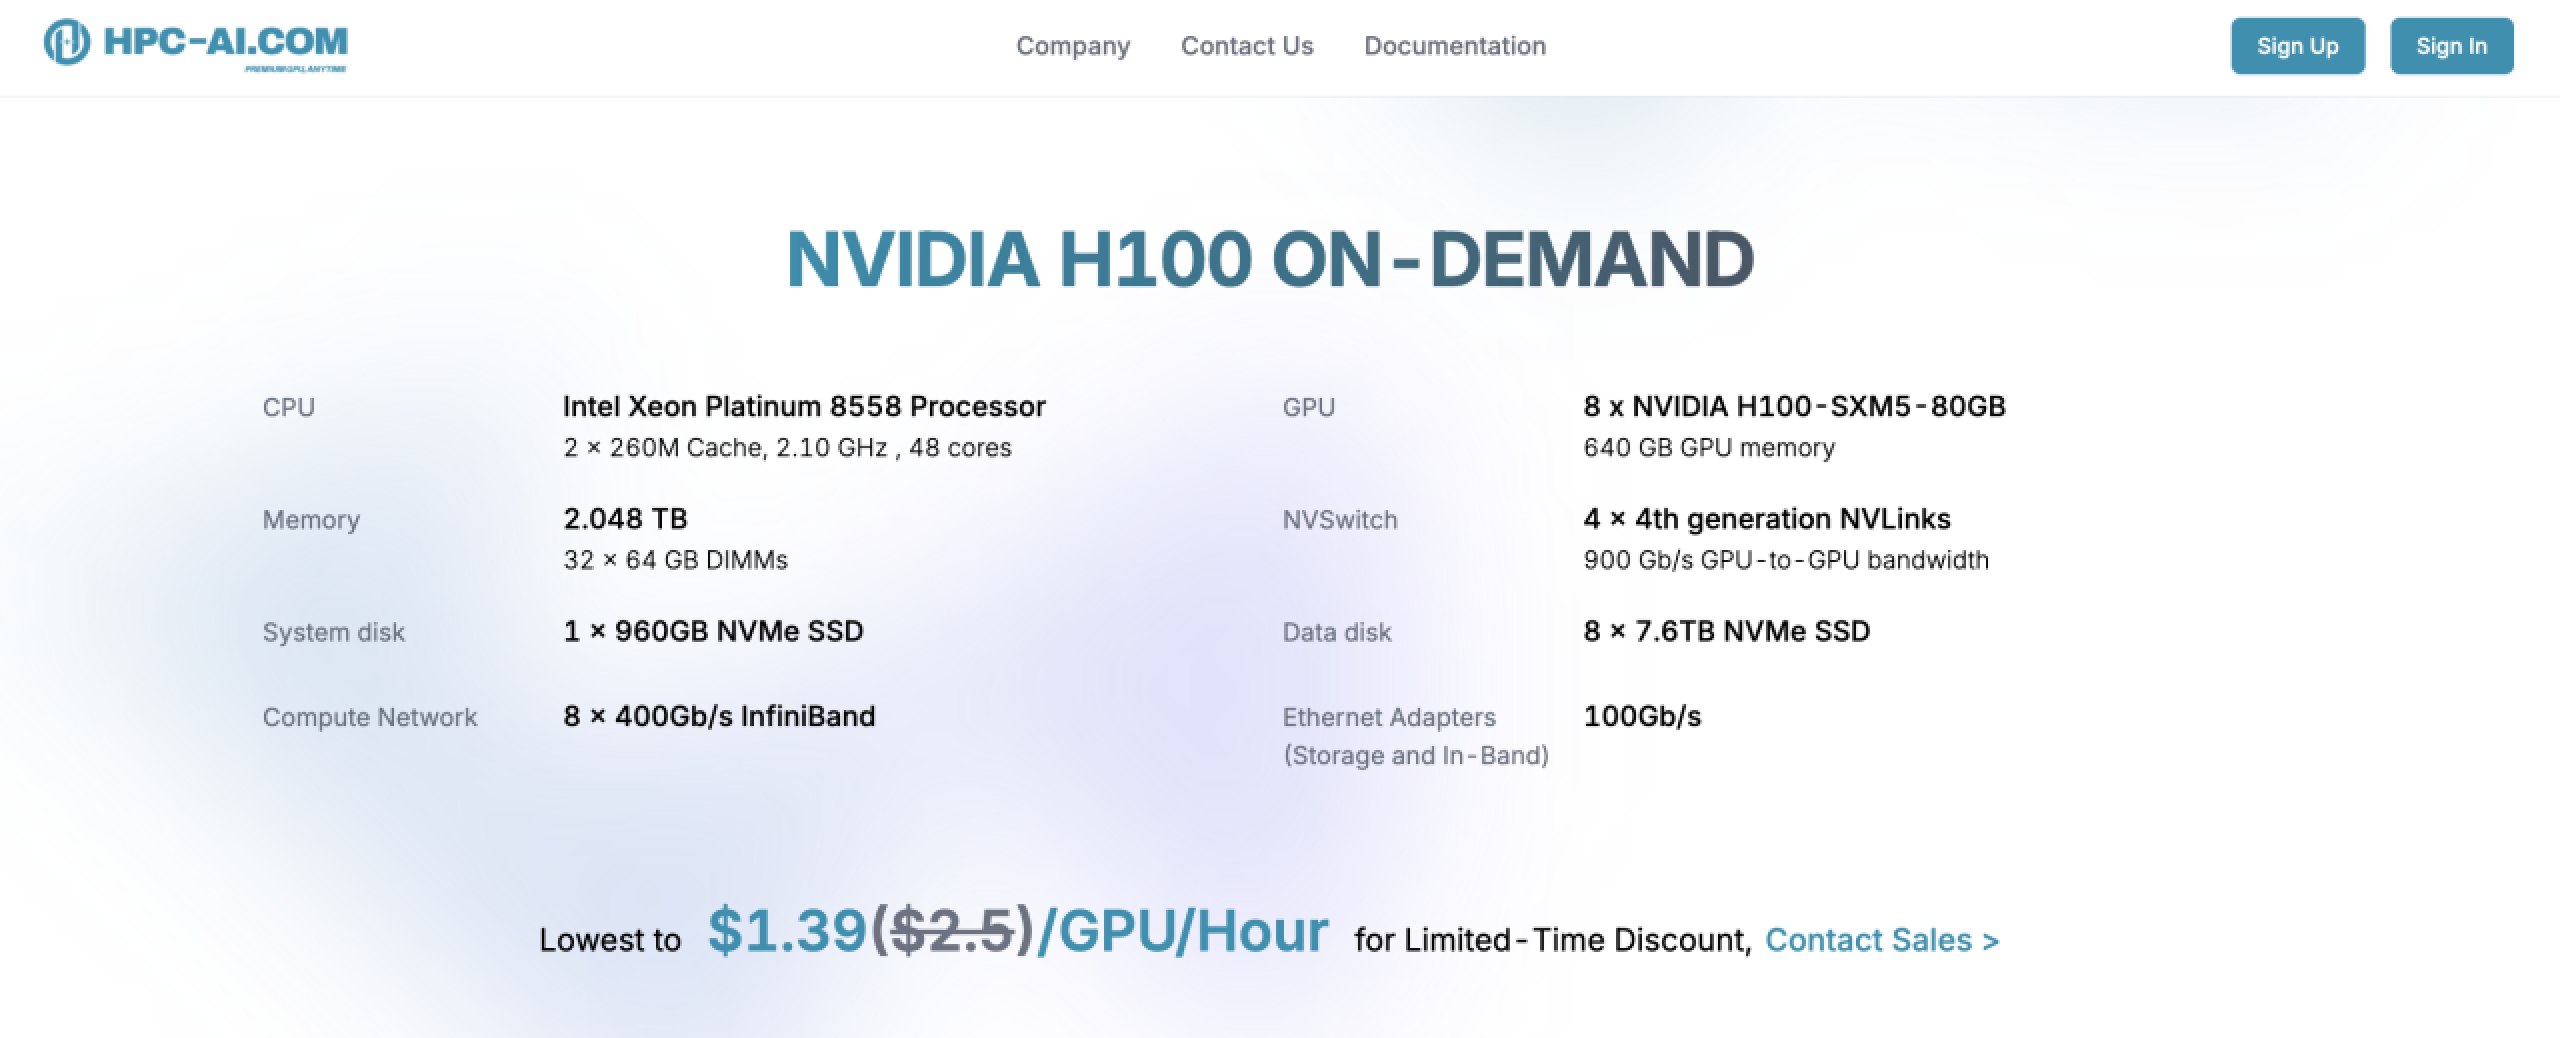 HPC-AI.COM
PREMIUM GPU, ANYTIME
Company
Contact Us
Documentation
Sign Up
Sign In
NVIDIA H100 ON-DEMAND
CPU
Intel Xeon Platinum 8558 Processor
2 × 260M Cache, 2.10 GHz , 48 cores
GPU
8 x NVIDIA H100-SXM5-80GB
640 GB GPU memory
Memory
2.048 TB
32 × 64 GB DIMMs
NVSwitch
4 × 4th generation NVLinks
900 Gb/s GPU-to-GPU bandwidth
System disk
1 × 960GB NVMe SSD
Data disk
8 × 7.6TB NVMe SSD
Compute Network
8 × 400Gb/s InfiniBand
Ethernet Adapters
(Storage and In-Band)
100Gb/s
Lowest to $1.39($2.5)/GPU/Hour for Limited-Time Discount, Contact Sales >